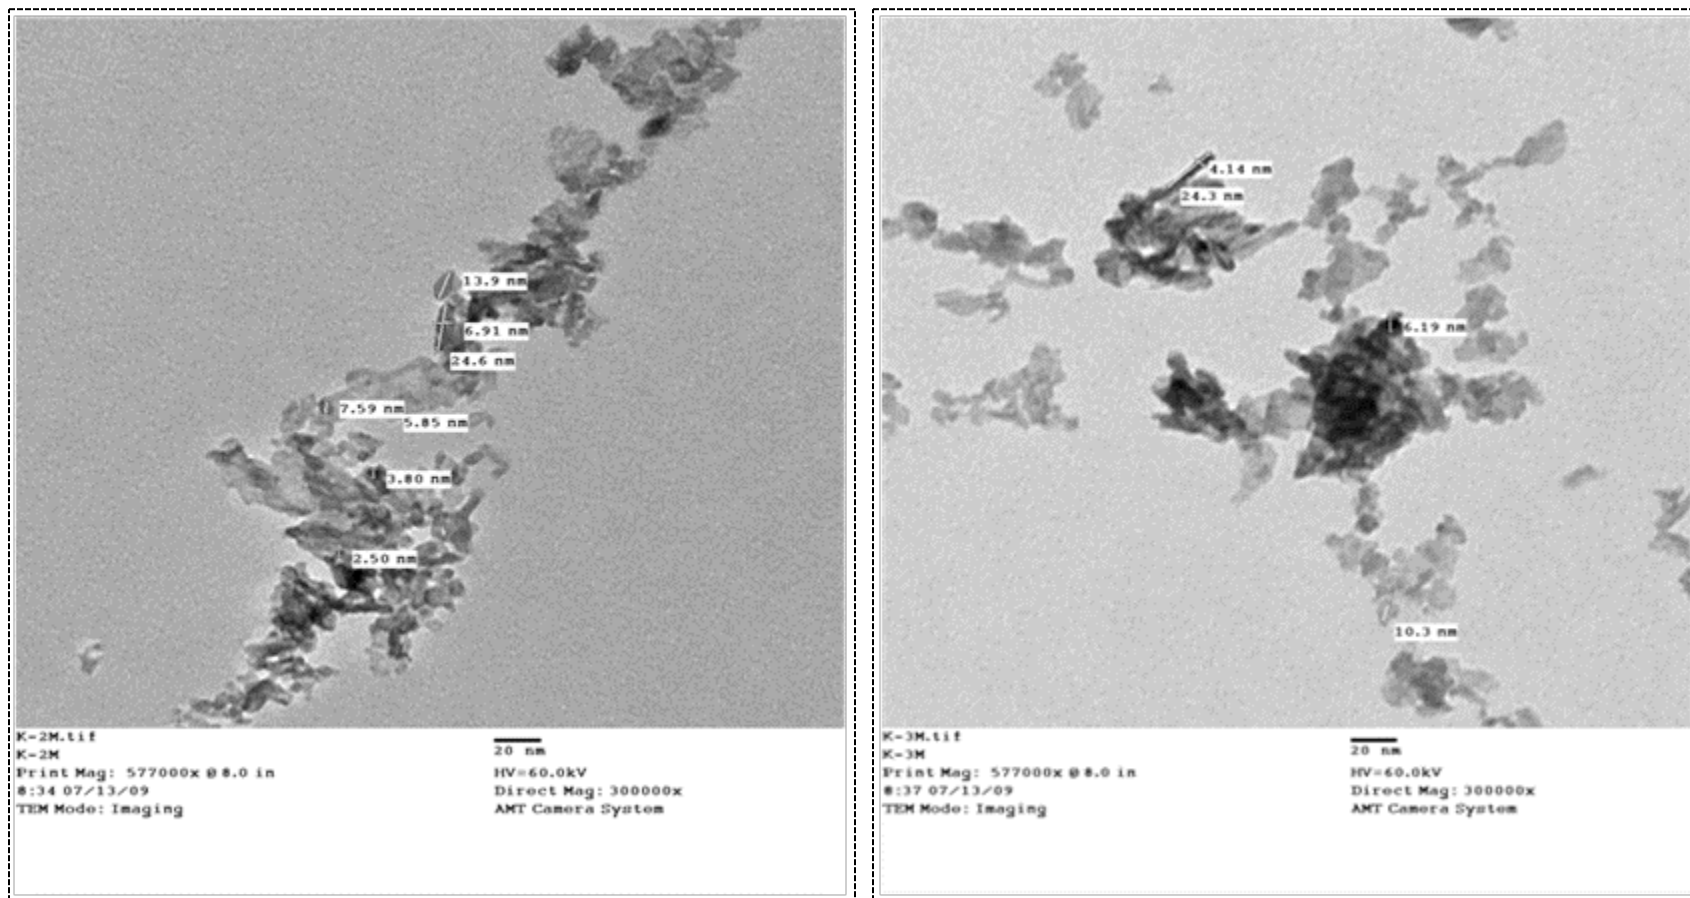 13.9 nm
6.91 nm
24.6 nm
7.59 nm
5.85 nm
3.80 nm
2.50 nm
K-2M.tif
K-2M
Print Mag: 577000x @ 8.0 in
8:34 07/13/09
TEM Mode: Imaging
20 nm
HV=60.0kV
Direct Mag: 300000x
AMT Camera System
4.14 nm
24.3 nm
6.19 nm
10.3 nm
K-3M.tif
K-3M
Print Mag: 577000x @ 8.0 in
8:37 07/13/09
TEM Mode: Imaging
20 nm
HV=60.0kV
Direct Mag: 300000x
AMT Camera System